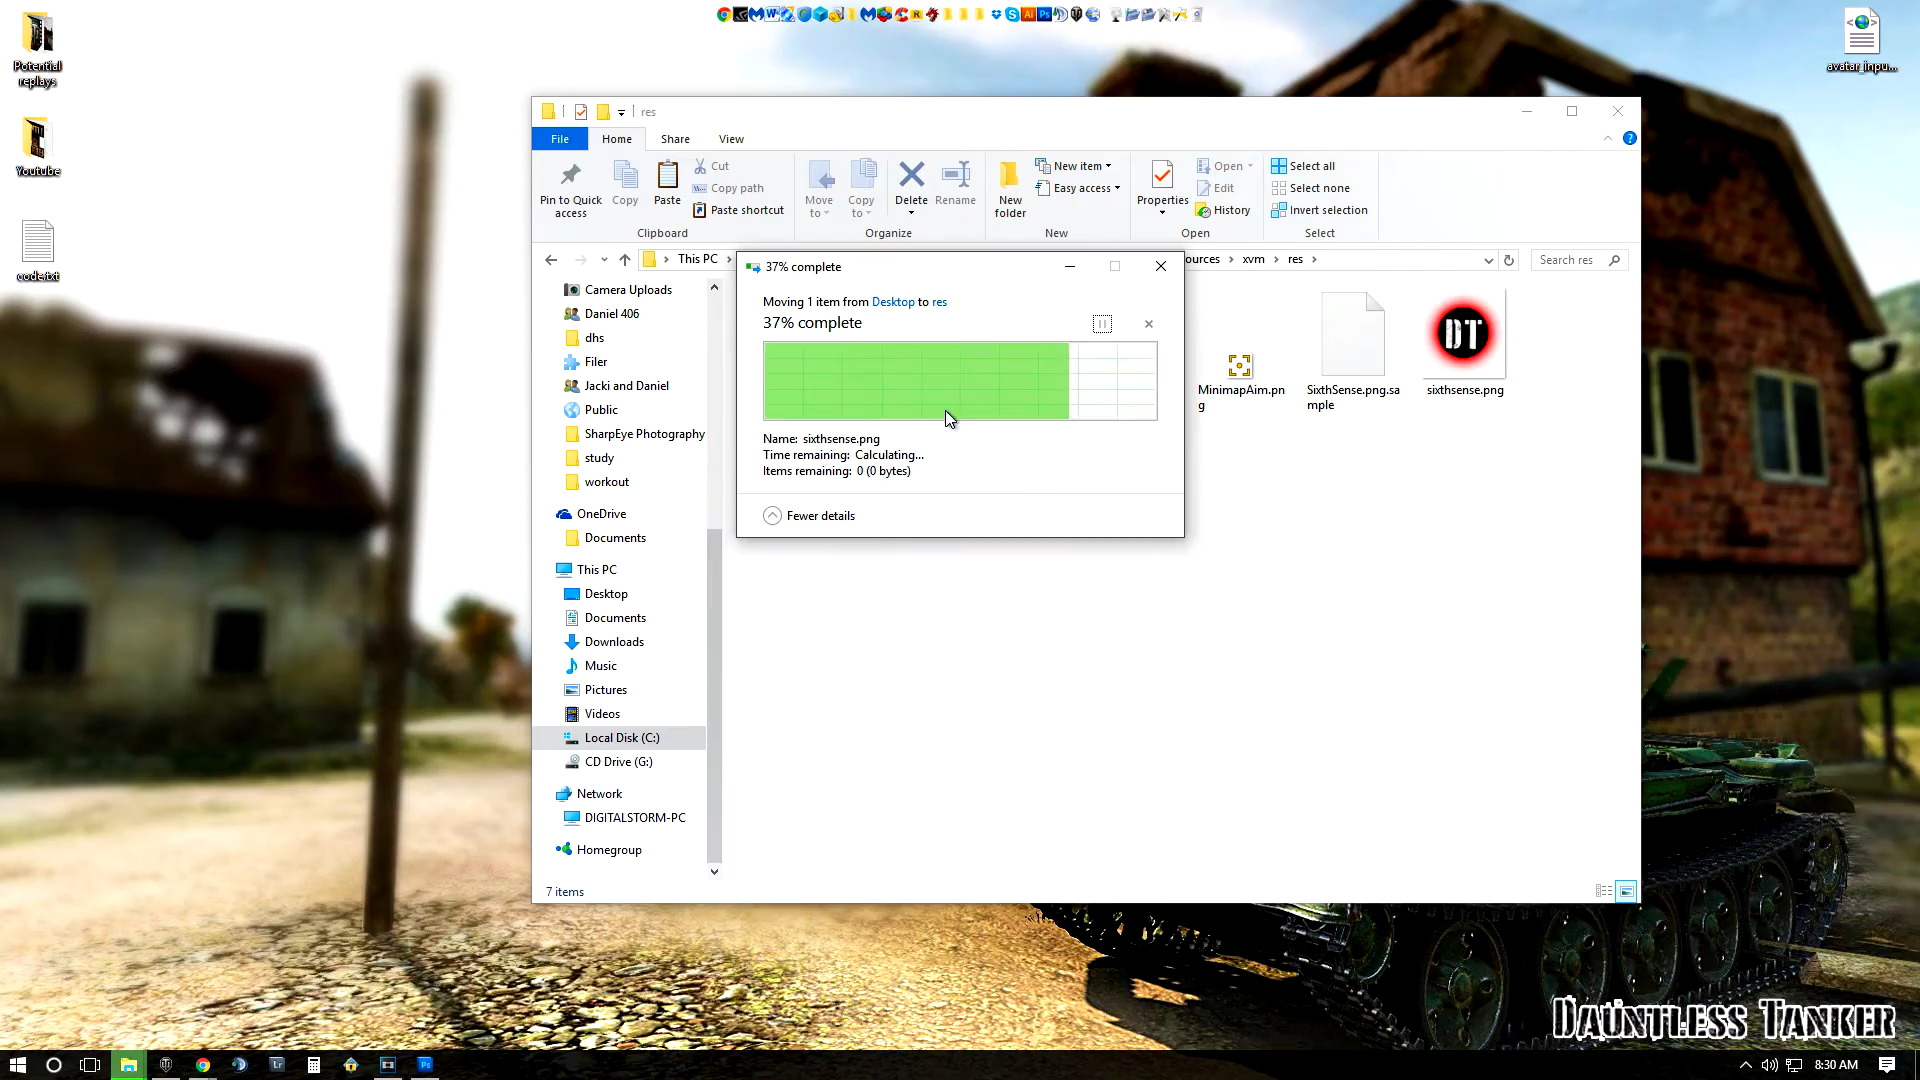 Potential
replays
Youtube
code.txt
avatar_inpu...
res
File
Home
Share
View
Pin to Quick
access
Copy
Paste
Cut
Copy path
Paste shortcut
Clipboard
Move
to
Copy
to
Delete
Rename
Organize
New
folder
New item
Easy access
New
Properties
Open
Edit
History
Open
Select all
Select none
Invert selection
Select
This PC
ources
xvm
res
Search res
Camera Uploads
Daniel 406
dhs
Filer
Jacki and Daniel
Public
SharpEye Photography
study
workout
OneDrive
Documents
This PC
Desktop
Documents
Downloads
Music
Pictures
Videos
Local Disk (C:)
CD Drive (G:)
Network
DIGITALSTORM-PC
Homegroup
7 items
37% complete
Moving 1 item from Desktop to res
37% complete
Name: sixthsense.png
Time remaining: Calculating...
Items remaining: 0 (0 bytes)
Fewer details
MinimapAim.pn
g
SixthSense.png.sa
mple
DT
sixthsense.png
Dauntless Tanker
Lr
Ps
8:30 AM